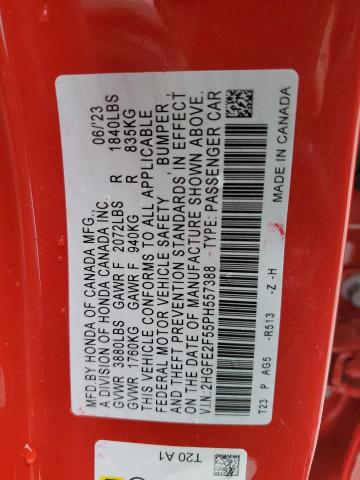 MFD.BY HONDA OF CANADA MFG., 06/'23
A DIVISION OF HONDA CANADA INC.
GVWR 3880LBS GAWR F 2072LBS R 1840LBS
GVWR 1760KG GAWR F 940KG R 835KG
THIS VEHICLE CONFORMS TO ALL APPLICABLE
FEDERAL MOTOR VEHICLE SAFETY, BUMPER,
AND THEFT PREVENTION STANDARDS IN EFFECT
ON THE DATE OF MANUFACTURE SHOWN ABOVE.
V.I.N.:2HGFE2F55PH557388 TYPE: PASSENGER CAR
MADE IN CANADA
T23 P AG5 -R513 -Z -H
T20 A1